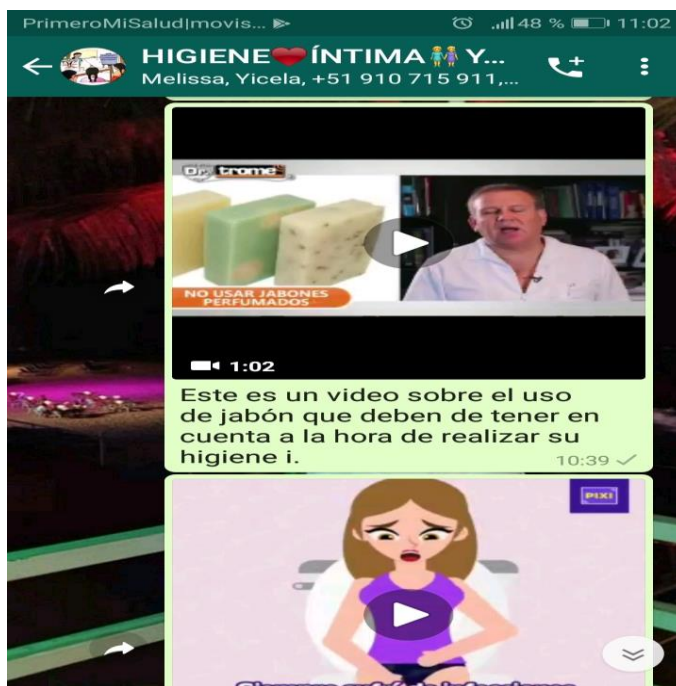 PrimeroMiSalud|movis... 48 % 11:02
HIGIENE❤️ÍNTIMA👭Y...
Melissa, Yicela, +51 910 715 911,...
Dr. trome
NO USAR JABONES
PERFUMADOS
1:02
Este es un video sobre el uso
de jabón que deben de tener en
cuenta a la hora de realizar su
higiene i.
10:39
PIXI